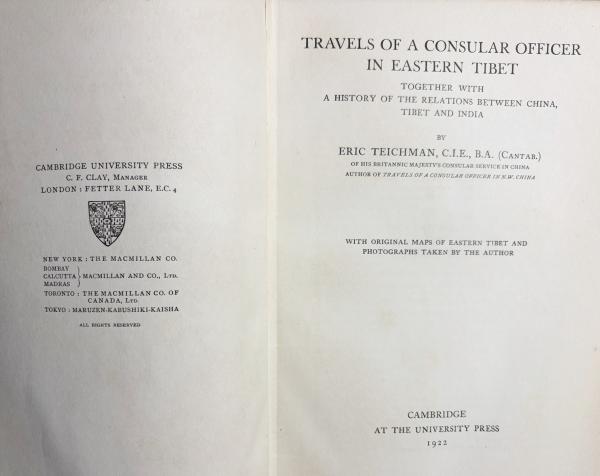 CAMBRIDGE UNIVERSITY PRESS
C. F. CLAY, MANAGER
LONDON : FETTER LANE, E.C. 4
NEW YORK : THE MACMILLAN CO.
BOMBAY
CALCUTTA } MACMILLAN AND CO., LTD.
MADRAS
TORONTO : THE MACMILLAN CO. OF
CANADA, LTD.
TOKYO : MARUZEN-KABUSHIKI-KAISHA
ALL RIGHTS RESERVED
TRAVELS OF A CONSULAR OFFICER
IN EASTERN TIBET
TOGETHER WITH
A HISTORY OF THE RELATIONS BETWEEN CHINA,
TIBET AND INDIA
BY
ERIC TEICHMAN, C.I.E., B.A. (CANTAB.)
OF HIS BRITANNIC MAJESTY'S CONSULAR SERVICE IN CHINA
AUTHOR OF TRAVELS OF A CONSULAR OFFICER IN N.W. CHINA
WITH ORIGINAL MAPS OF EASTERN TIBET AND
PHOTOGRAPHS TAKEN BY THE AUTHOR
CAMBRIDGE
AT THE UNIVERSITY PRESS
1922